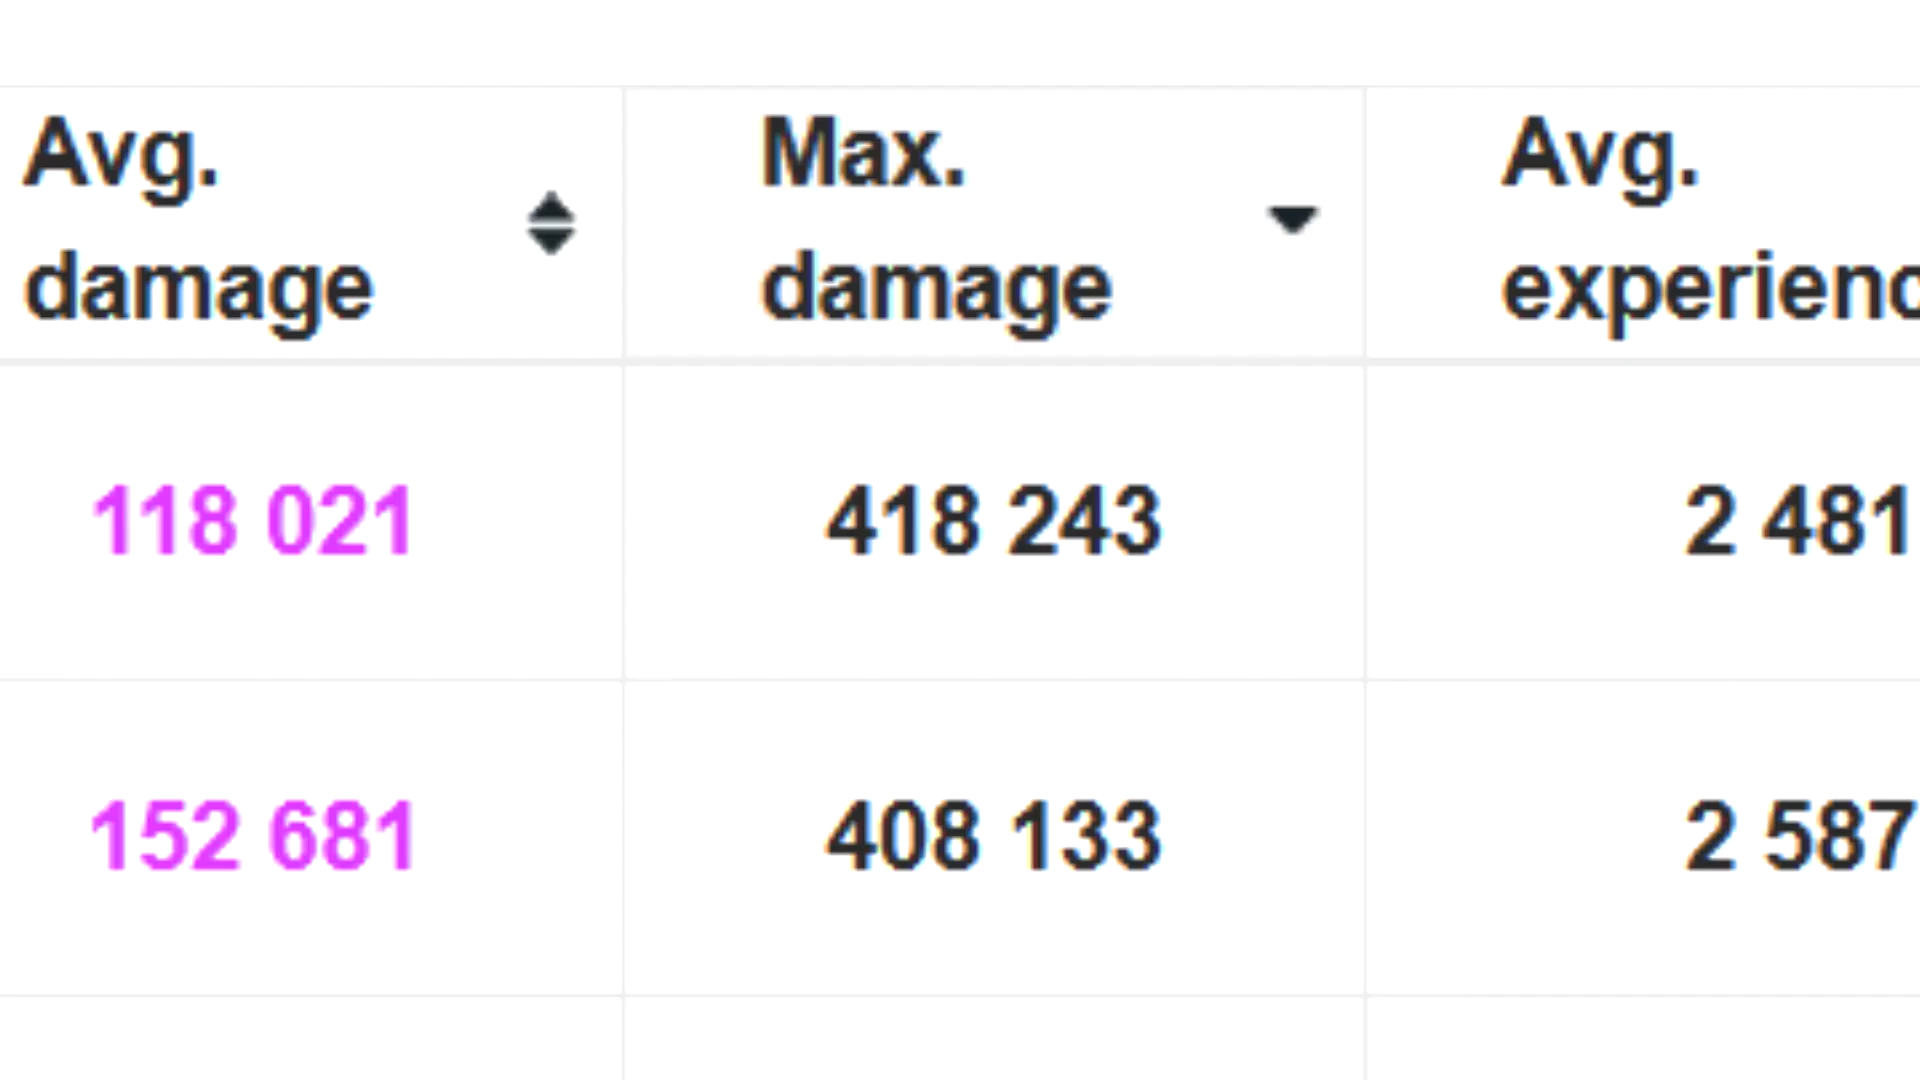 Avg.
damage
Max.
damage
Avg.
118 021
418 243
2 481
152 681
408 133
2 587